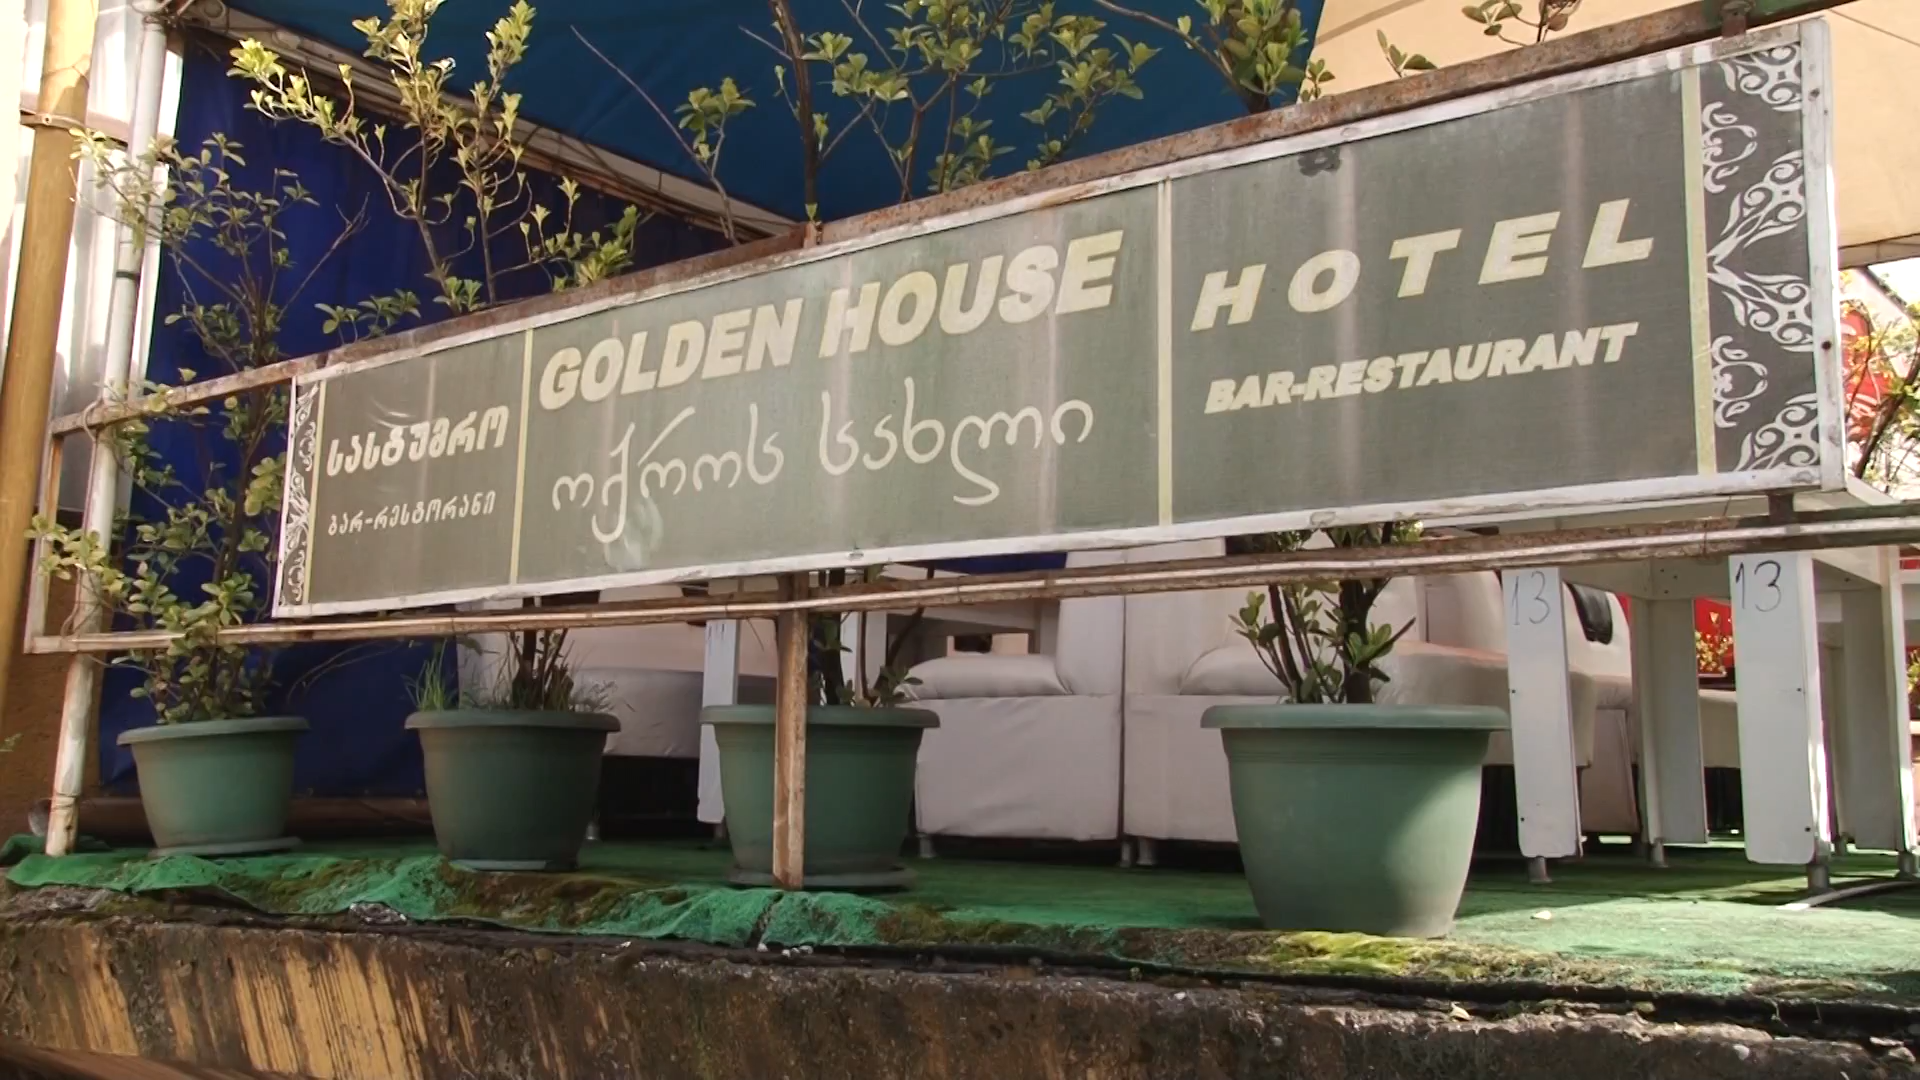 სასტუმრო
ბარ-რესტორანი
GOLDEN HOUSE
ოქროს სახლი
HOTEL
BAR-RESTAURANT
13
13